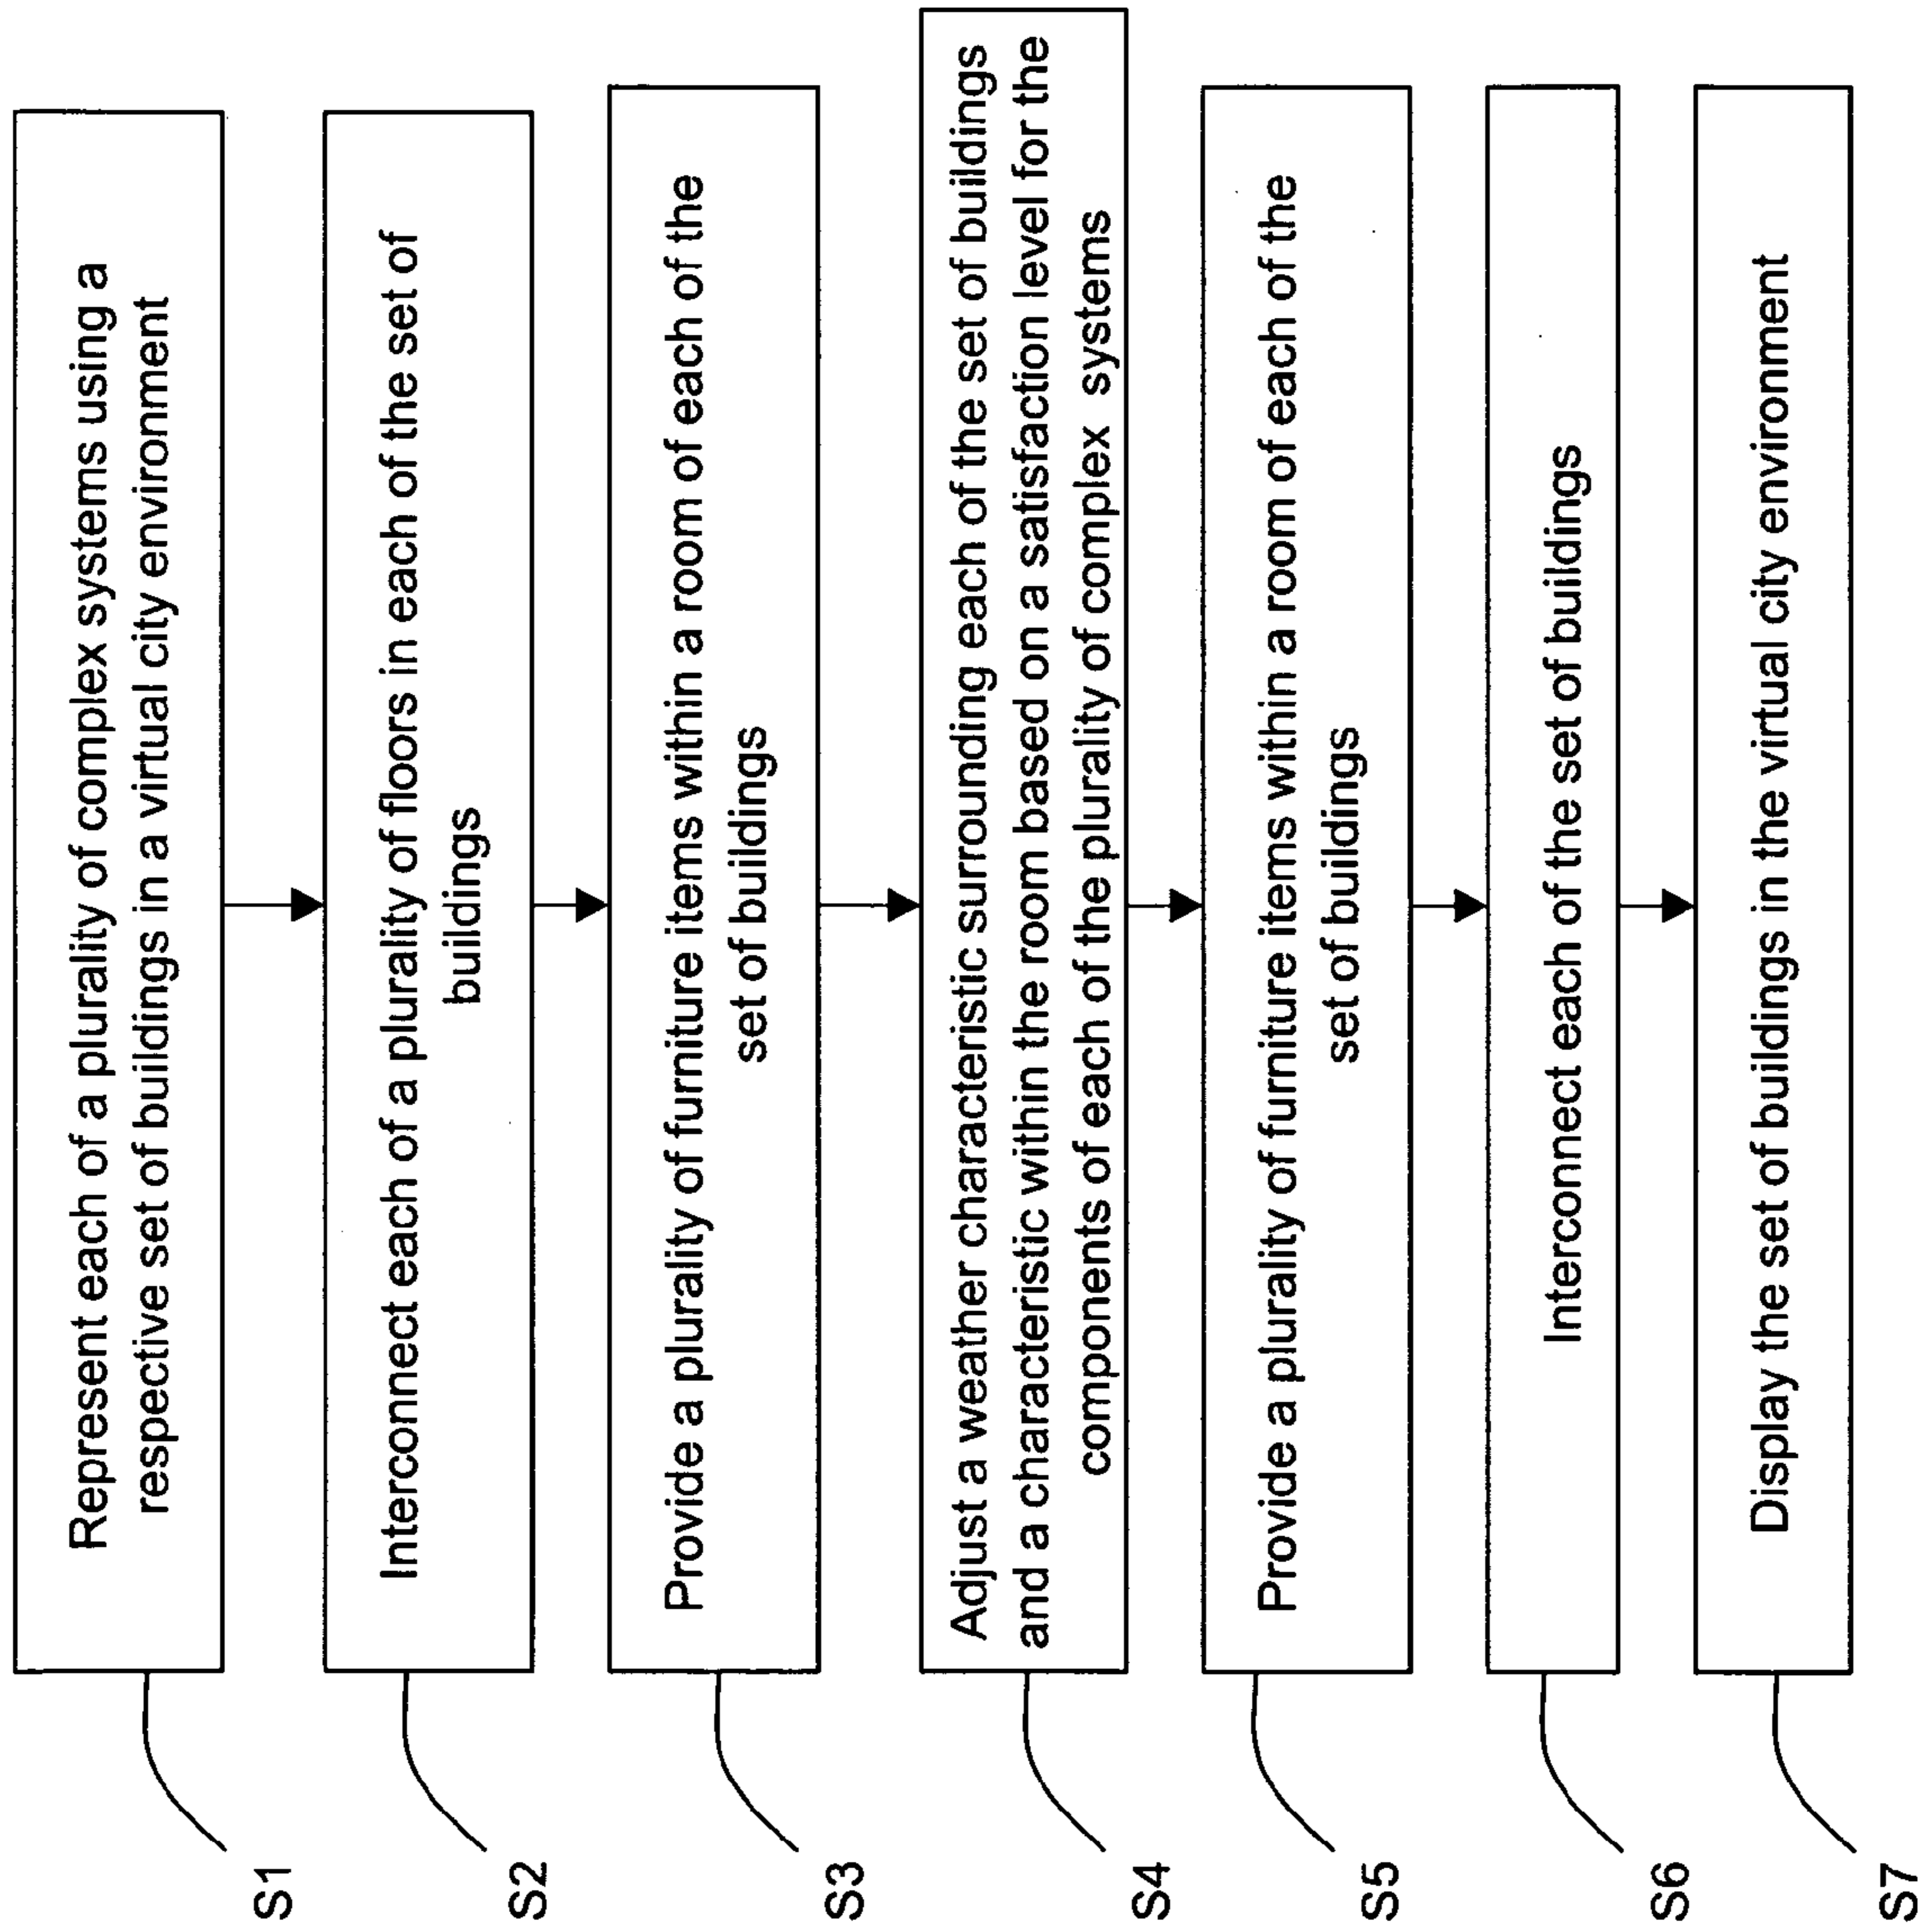 Represent each of a plurality of complex systems using a
respective set of buildings in a virtual city environment
S1
Interconnect each of a plurality of floors in each of the set of
buildings
S2
Provide a plurality of furniture items within a room of each of the
set of buildings
S3
Adjust a weather characteristic surrounding each of the set of buildings
and a characteristic within the room based on a satisfaction level for the
components of each of the plurality of complex systems
S4
Provide a plurality of furniture items within a room of each of the
set of buildings
S5
Interconnect each of the set of buildings
S6
Display the set of buildings in the virtual city environment
S7